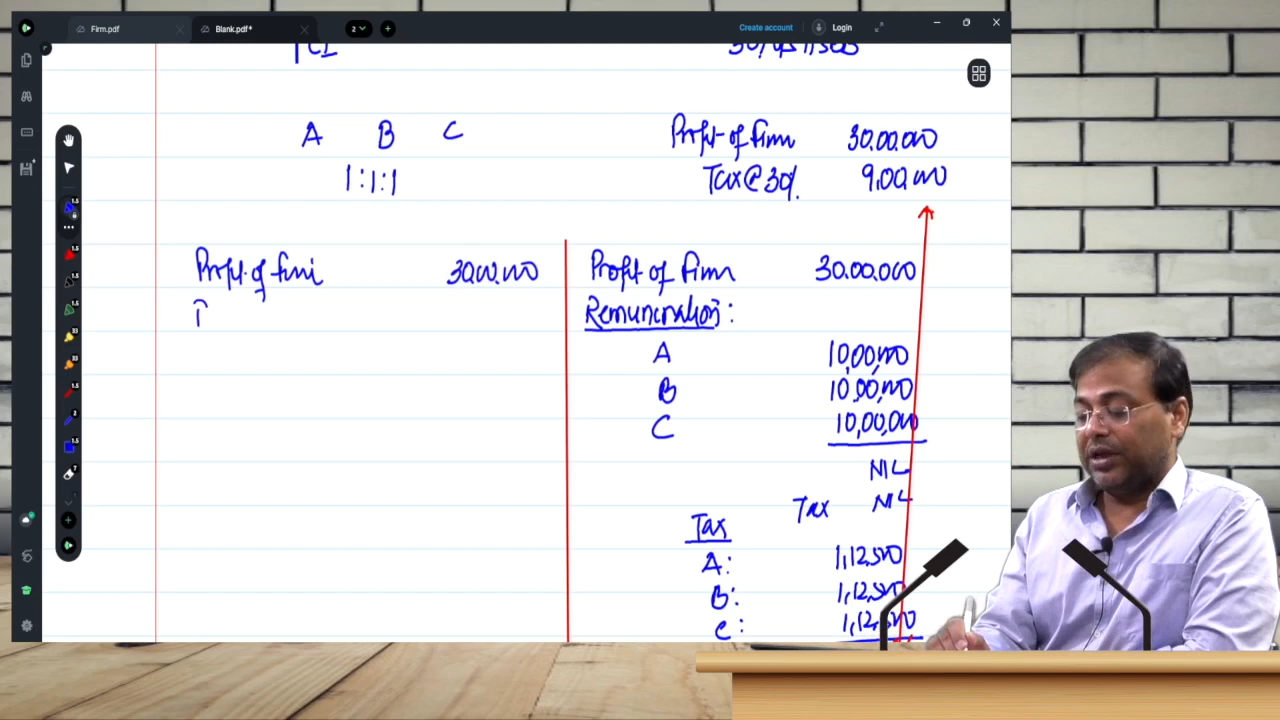 Firm.pdf
Blank.pdf*
2
Create account
Login
A B C
1:1:1
Profit of Firm 30,00,000
Tax @ 30%. 9,00,000
Profit of firm 30,00,000
Profit of Firm 30,00,000
Remuneration:
A 10,00,000
B 10,00,000
C 10,00,000
NIL
Tax NIL
Tax
A: 1,12,500
B: 1,12,500
C: 1,12,500